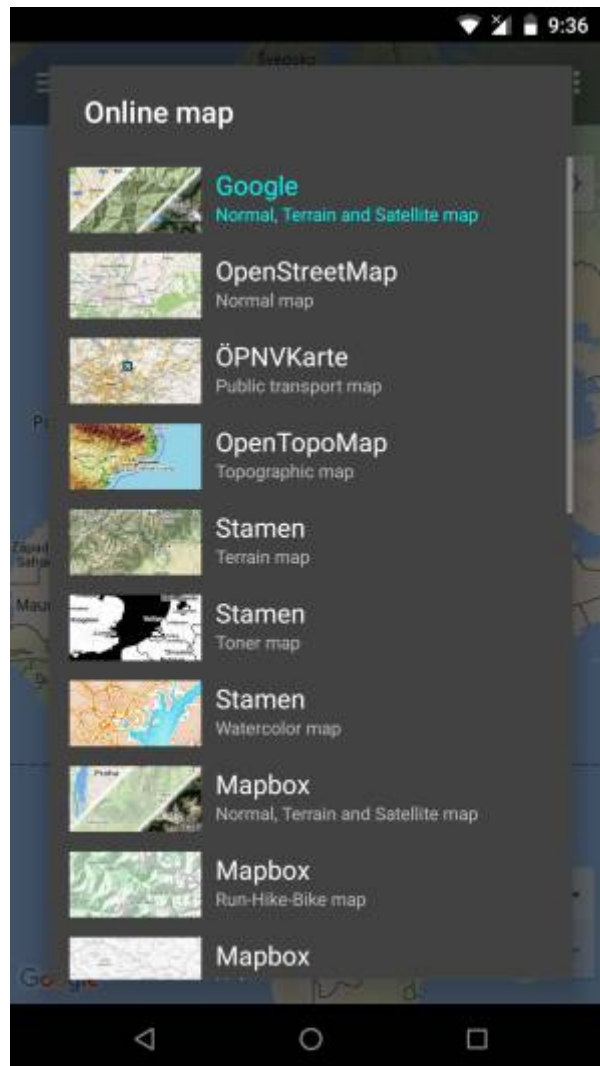 9:36
Švédsko
Online map
Google
Normal, Terrain and Satellite map
OpenStreetMap
Normal map
ÖPNVKarte
Public transport map
OpenTopoMap
Topographic map
Stamen
Terrain map
Stamen
Toner map
Stamen
Watercolor map
Praha
Mapbox
Normal, Terrain and Satellite map
Mapbox
Run-Hike-Bike map
Mapbox
Google